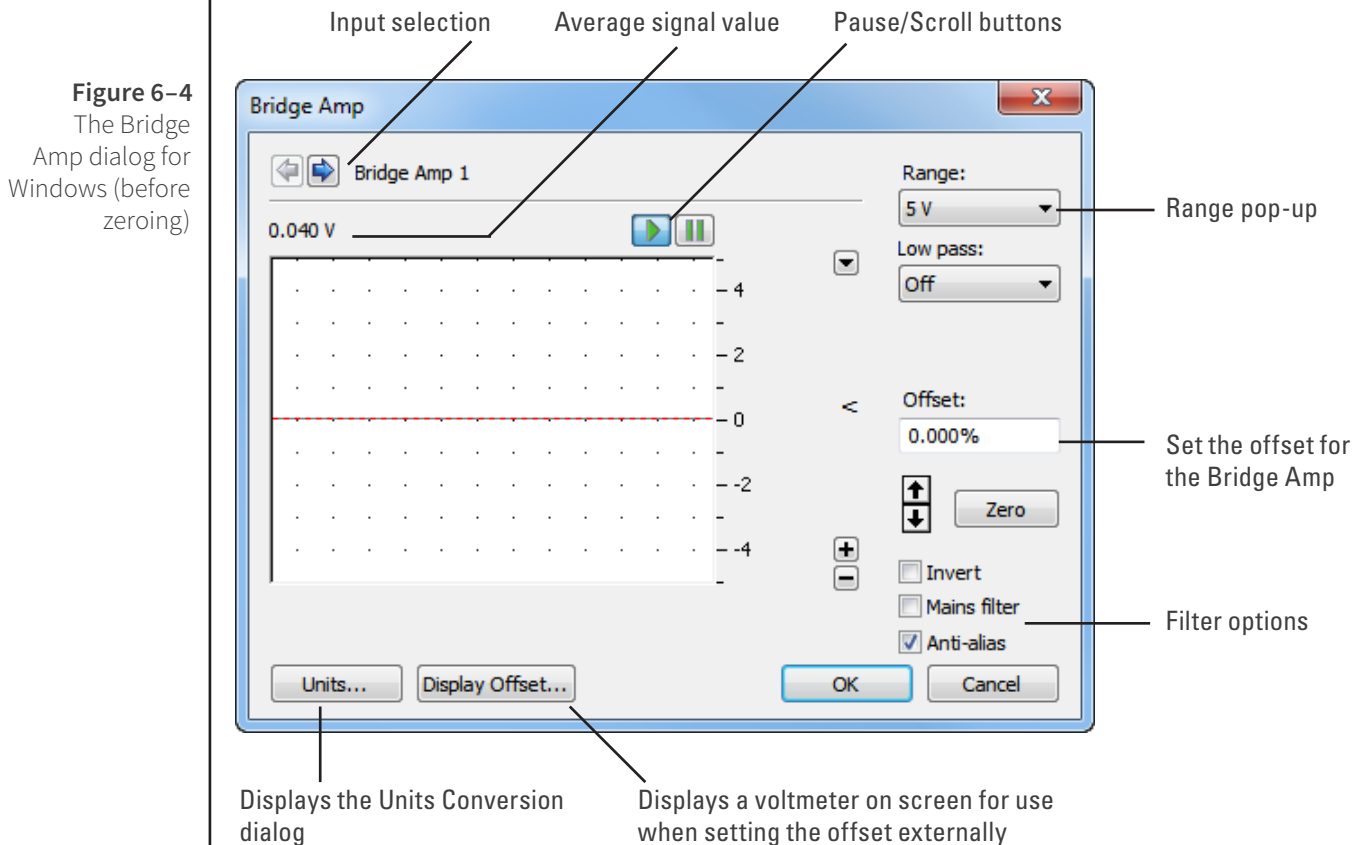 Input selection
Average signal value
Pause/Scroll buttons
Figure 6–4
The Bridge
Amp dialog for
Windows (before
zeroing)
Bridge Amp
Bridge Amp 1
Range:
5 V
Range pop-up
0.040 V
Low pass:
Off
4
2
0
-2
-4
<
Offset:
0.000%
Set the offset for
the Bridge Amp
Zero
Invert
Mains filter
Anti-alias
Filter options
Units...
Display Offset...
OK
Cancel
Displays the Units Conversion
dialog
Displays a voltmeter on screen for use
when setting the offset externally